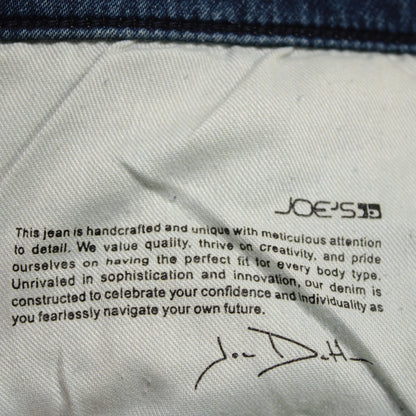 JOE'S
This jean is handcrafted and unique with meticulous attention
to detail. We value quality, thrive on creativity, and pride
ourselves on having the perfect fit for every body type.
Unrivaled in sophistication and innovation, our denim is
constructed to celebrate your confidence and individuality as
you fearlessly navigate your own future.
Joe